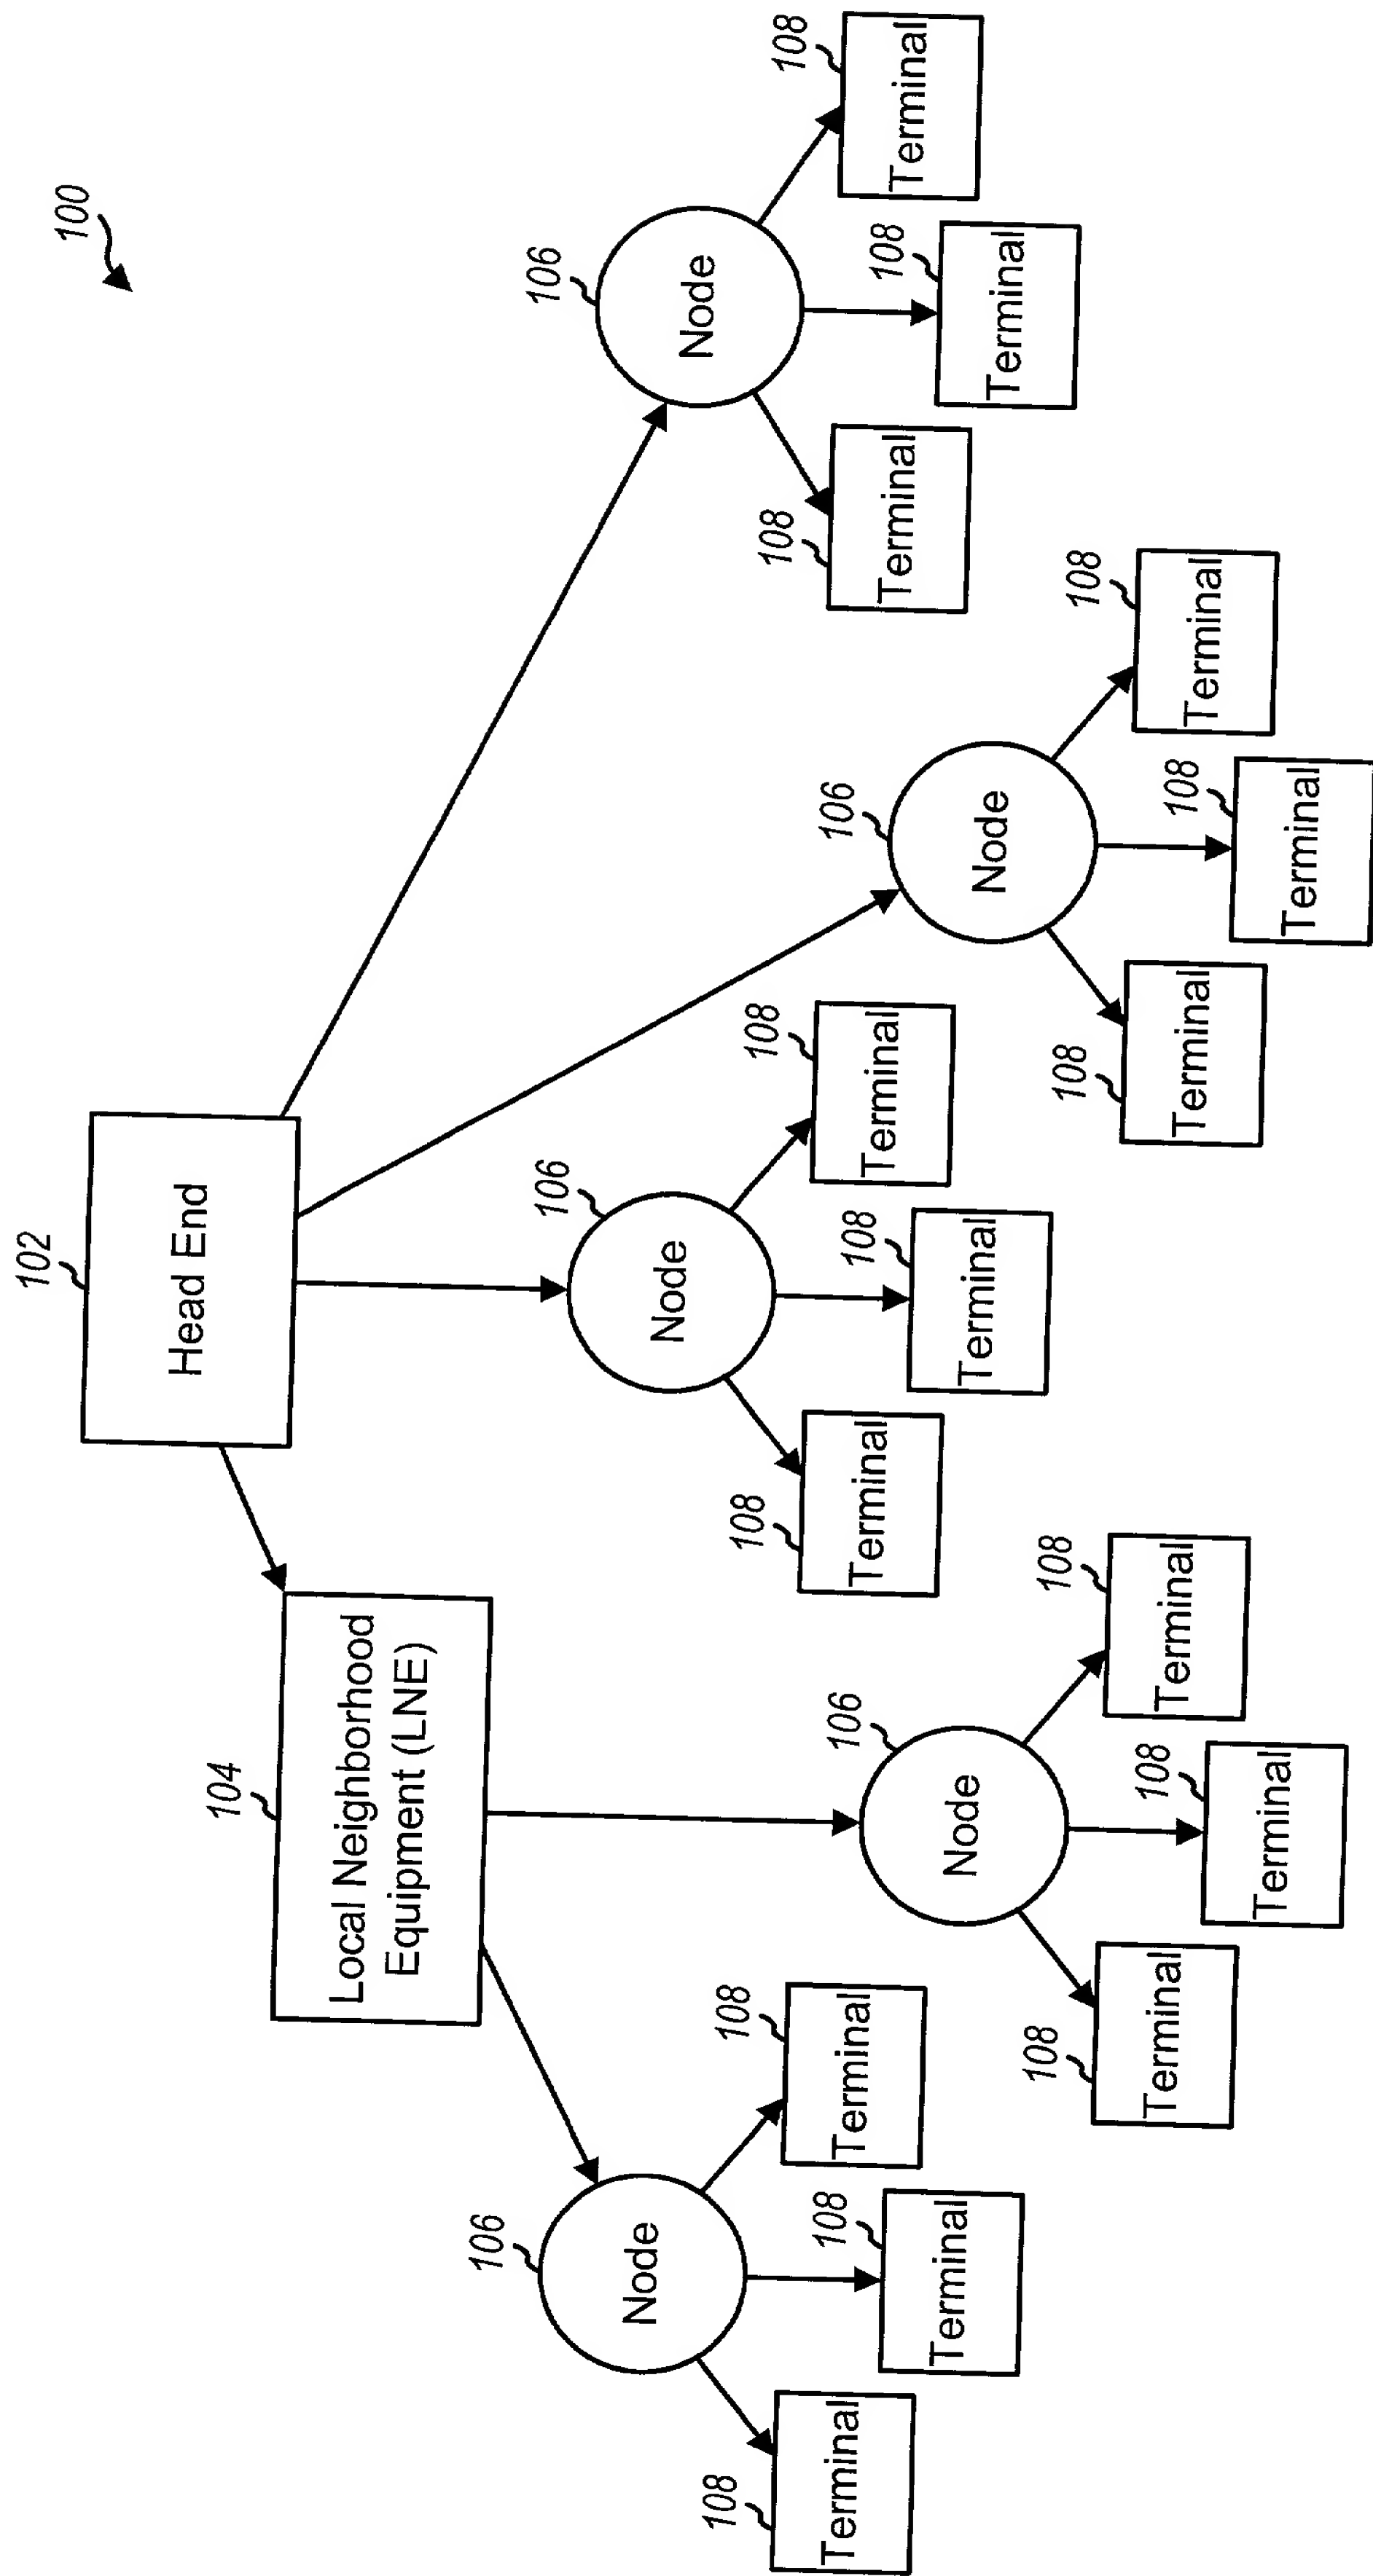 100
102
Head End
104
Local Neighborhood
Equipment (LNE)
106
Node
108
Terminal
108
Terminal
108
Terminal
106
Node
108
Terminal
108
Terminal
108
Terminal
106
Node
108
Terminal
108
Terminal
108
Terminal
106
Node
108
Terminal
108
Terminal
108
Terminal
106
Node
108
Terminal
108
Terminal
108
Terminal